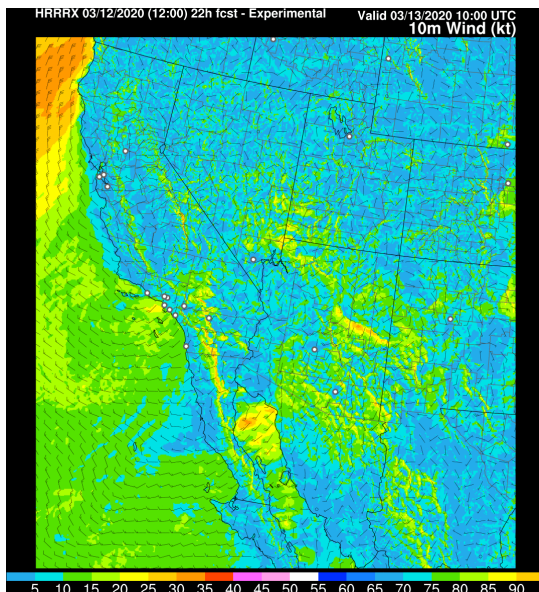 HRRRX 03/12/2020 (12:00) 22h fcst - Experimental
Valid 03/13/2020 10:00 UTC
10m Wind (kt)
5 10 15 20 25 30 35 40 45 50 55 60 65 70 75 80 85 90